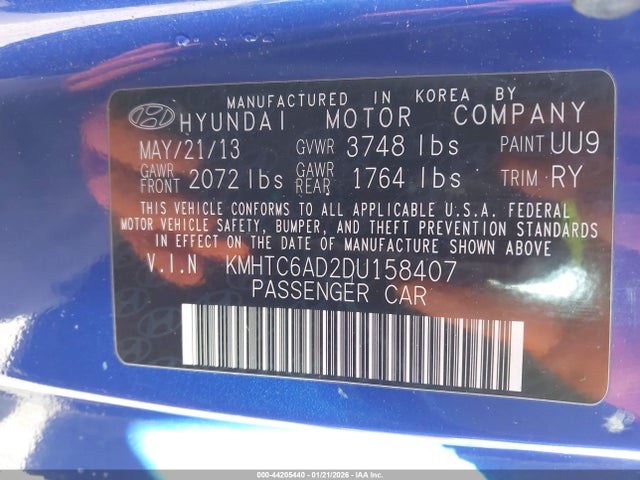 MANUFACTURED IN KOREA BY
HYUNDAI MOTOR COMPANY
MAY/21/13 GVWR 3748 lbs PAINT UU9
GAWR FRONT 2072 lbs GAWR REAR 1764 lbs TRIM RY
THIS VEHICLE CONFORMS TO ALL APPLICABLE U.S.A. FEDERAL
MOTOR VEHICLE SAFETY, BUMPER, AND THEFT PREVENTION STANDARDS
IN EFFECT ON THE DATE OF MANUFACTURE SHOWN ABOVE
V.I.N KMHTC6AD2DU158407
PASSENGER CAR
000-44205440 - 01/21/2026 - IAA, Inc.